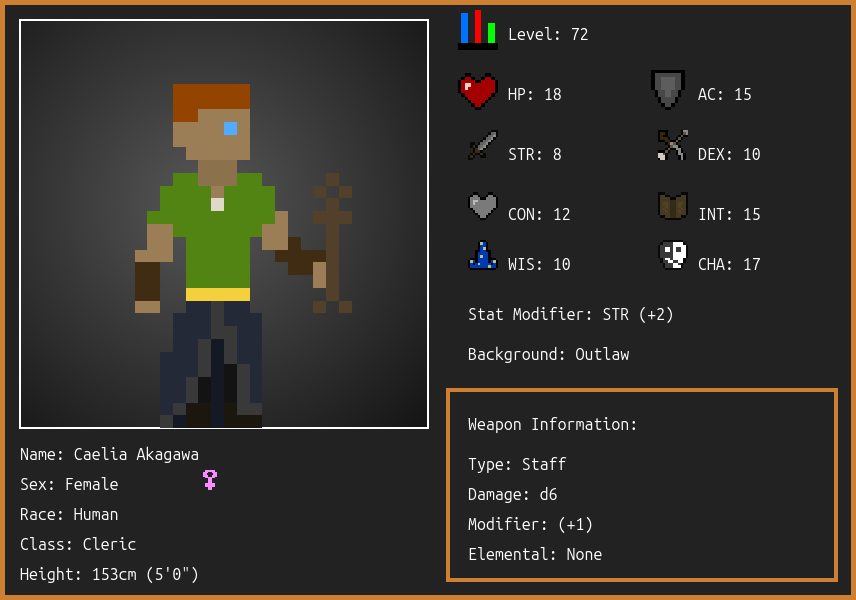 Level: 72
HP: 18
AC: 15
STR: 8
DEX: 10
CON: 12
INT: 15
WIS: 10
CHA: 17
Stat Modifier: STR (+2)
Background: Outlaw
Weapon Information:
Type: Staff
Damage: d6
Modifier: (+1)
Elemental: None
Name: Caelia Akagawa
Sex: Female
Race: Human
Class: Cleric
Height: 153cm (5'0")